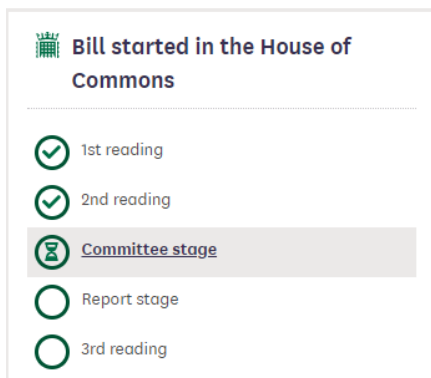 Bill started in the House of
Commons
1st reading
2nd reading
Committee stage
Report stage
3rd reading